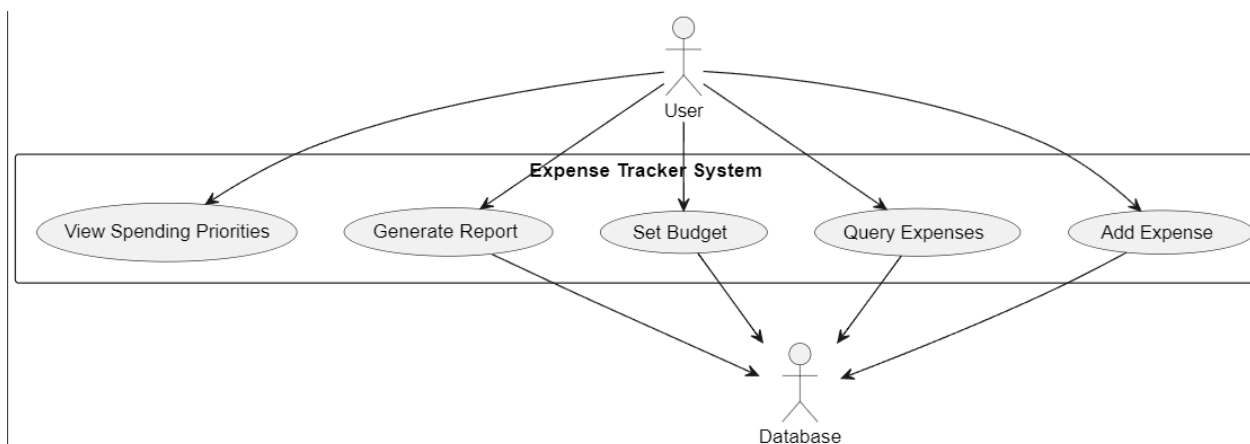 User
Expense Tracker System
View Spending Priorities
Generate Report
Set Budget
Query Expenses
Add Expense
Database